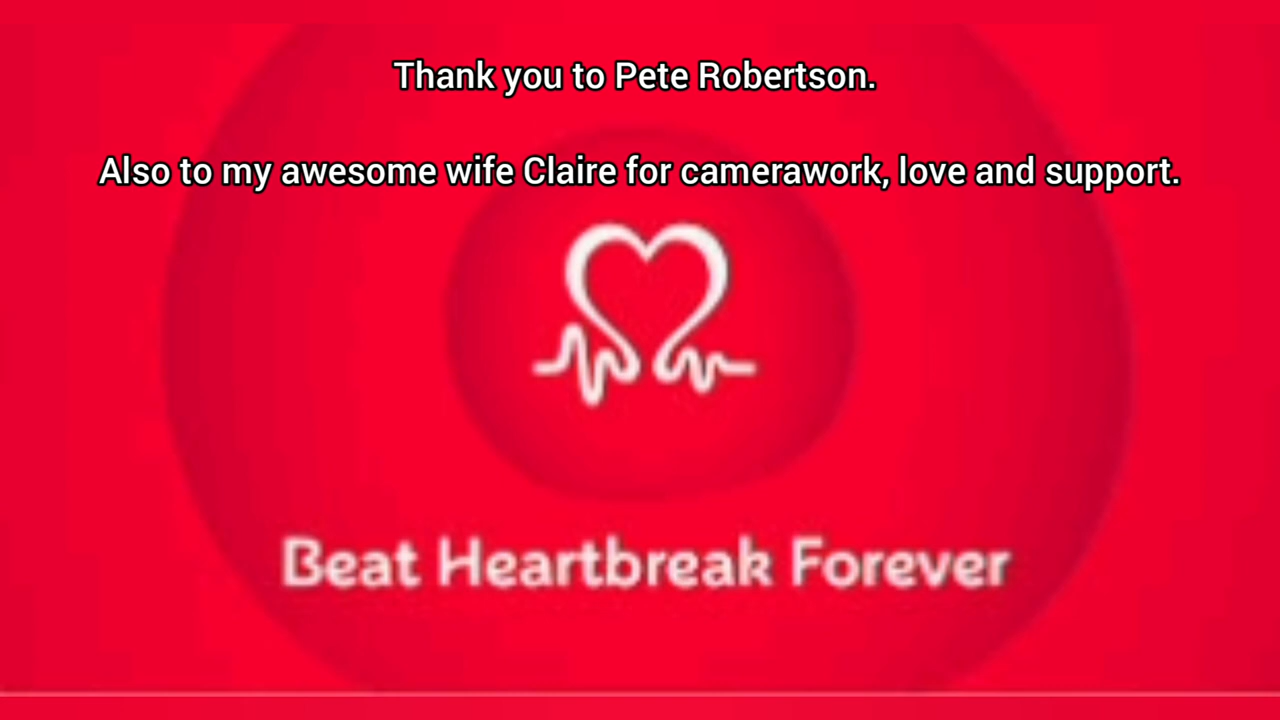 Thank you to Pete Robertson.
Also to my awesome wife Claire for camerawork, love and support.
Beat Heartbreak Forever